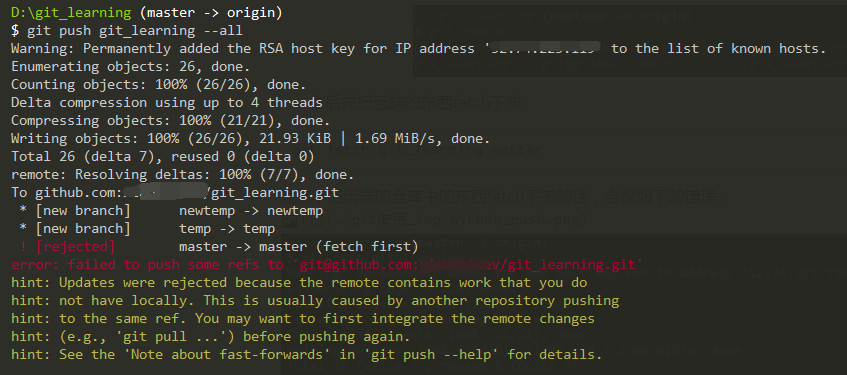 D:\git_learning (master -> origin)
$ git push git_learning --all
Warning: Permanently added the RSA host key for IP address ' to the list of known hosts.
Enumerating objects: 26, done.
Counting objects: 100% (26/26), done.
Delta compression using up to 4 threads
Compressing objects: 100% (21/21), done.
Writing objects: 100% (26/26), 21.93 KiB | 1.69 MiB/s, done.
Total 26 (delta 7), reused 0 (delta 0)
remote: Resolving deltas: 100% (7/7), done.
To github.com: /git_learning.git
* [new branch] newtemp -> newtemp
* [new branch] temp -> temp
! [rejected] master -> master (fetch first)
error: failed to push some refs to 'git@github.com: /git_learning.git'
hint: Updates were rejected because the remote contains work that you do
hint: not have locally. This is usually caused by another repository pushing
hint: to the same ref. You may want to first integrate the remote changes
hint: (e.g., 'git pull ...') before pushing again.
hint: See the 'Note about fast-forwards' in 'git push --help' for details.